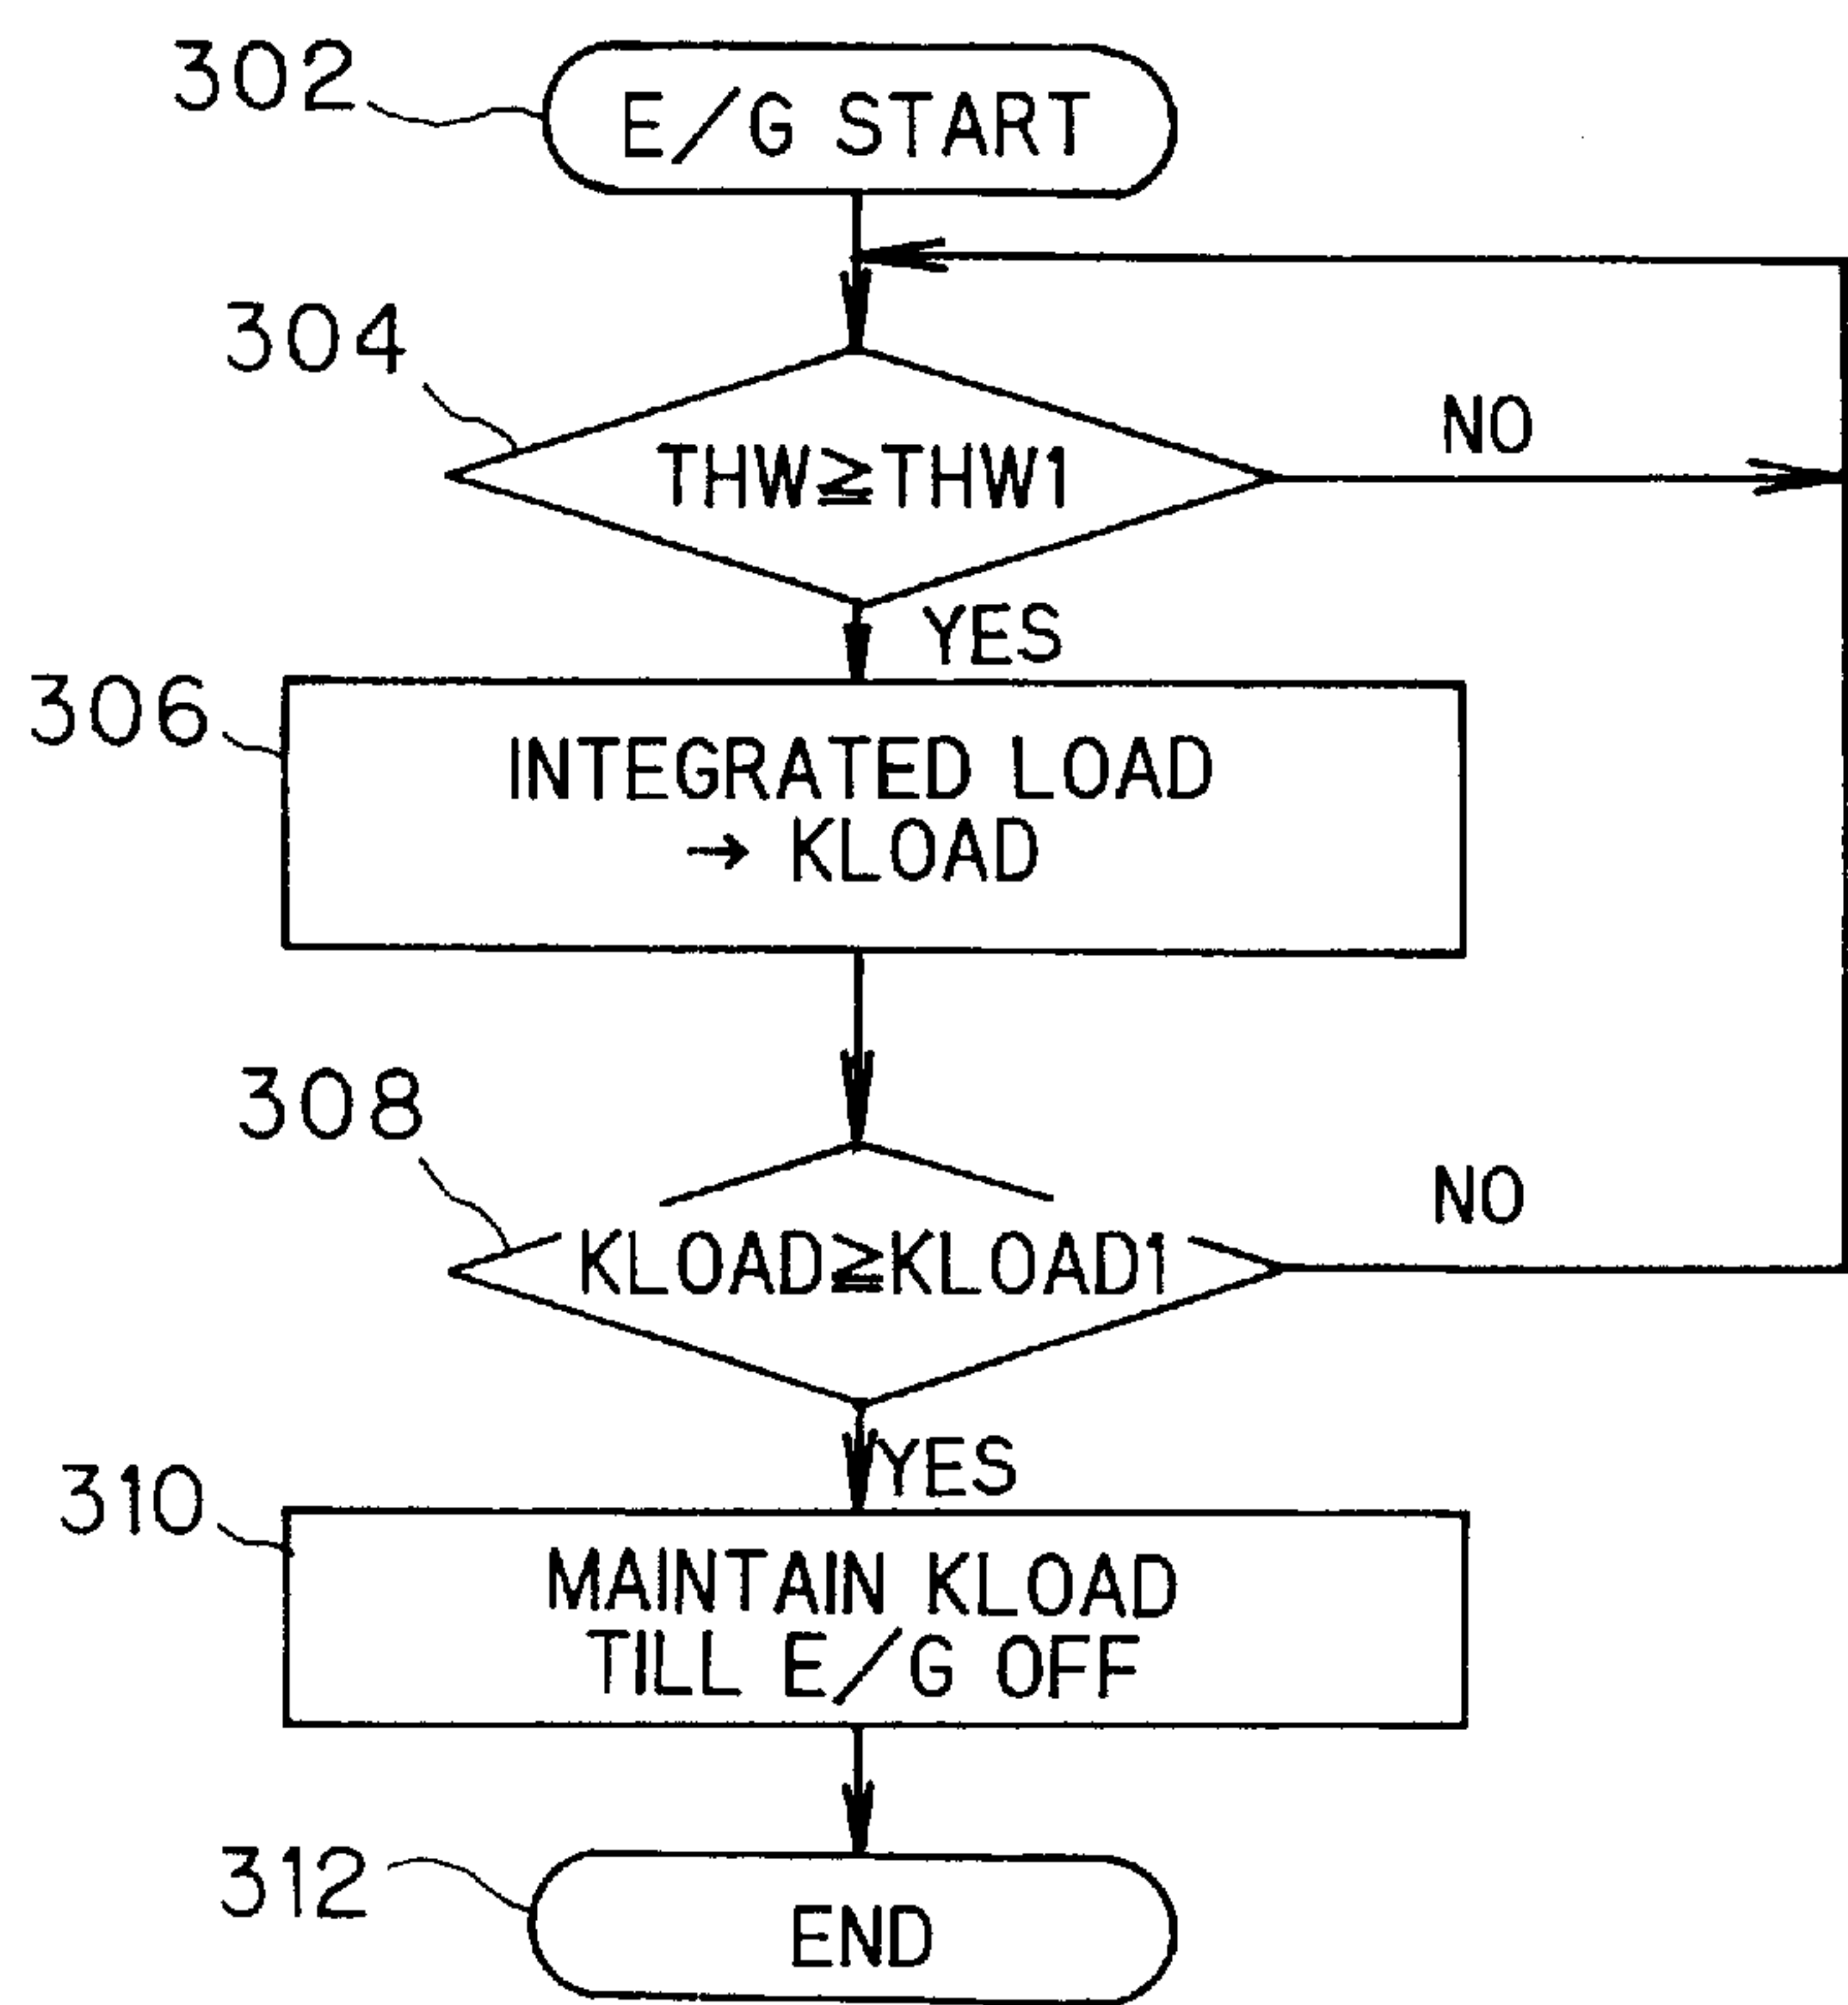 302
E/G START
304
THW≧THW1
NO
YES
306
INTEGRATED LOAD
→ KLOAD
308
KLOAD≧KLOAD1
NO
YES
310
MAINTAIN KLOAD
TILL E/G OFF
312
END